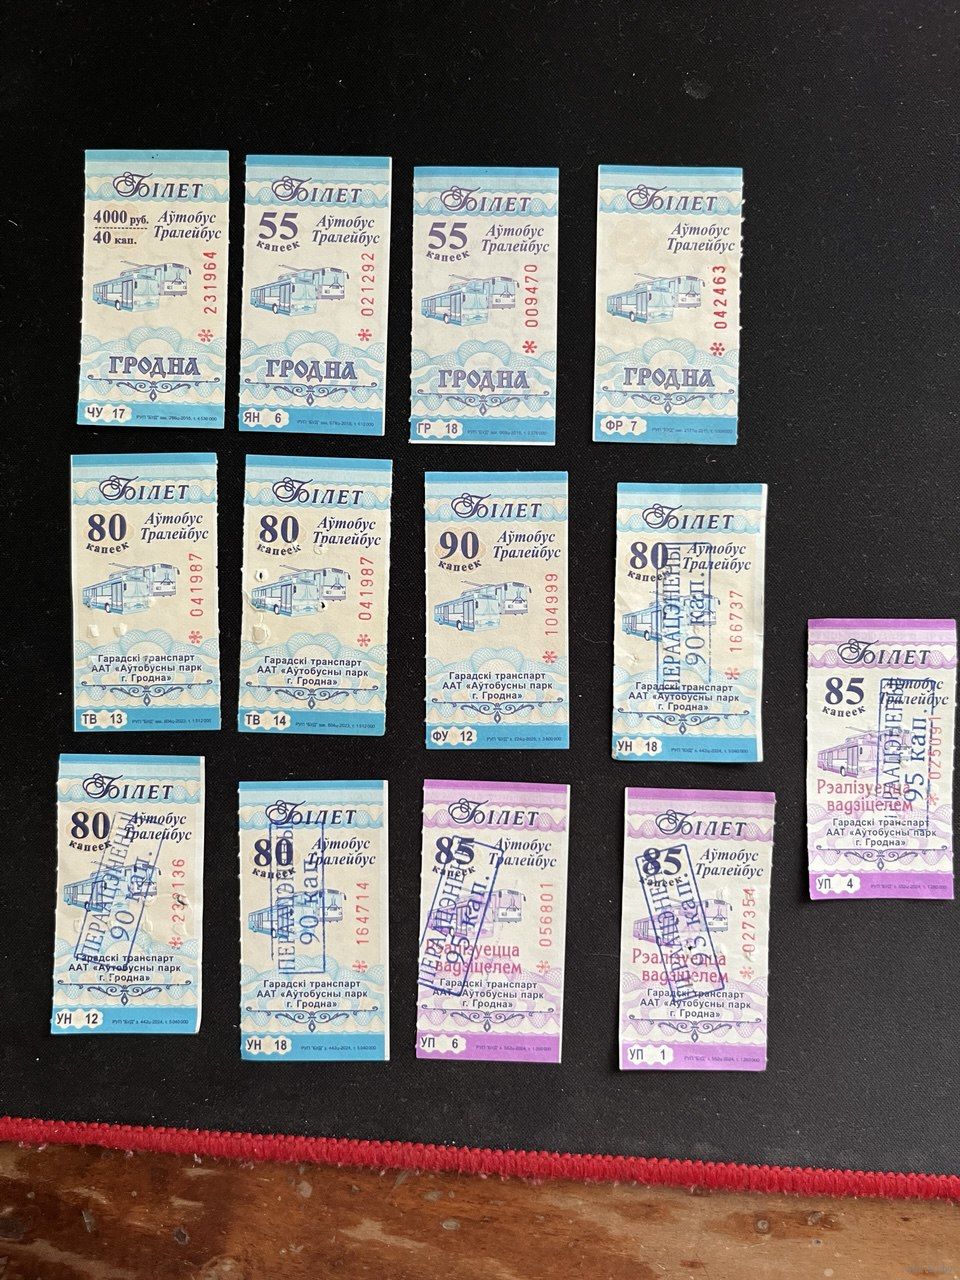 Білет
4000 руб.
40 кап.
Аўтобус
Тралейбус
231964
ГРОДНА
ЧУ 17
Білет
55
капеек
Аўтобус
Тралейбус
021292
ГРОДНА
ЯН 6
Білет
55
капеек
Аўтобус
Тралейбус
009470
ГРОДНА
ГР 18
Білет
Аўтобус
Тралейбус
042463
ГРОДНА
ФР 7
Білет
80
капеек
Аўтобус
Тралейбус
041987
Гарадскі транспарт
ААТ «Аўтобусны парк
г. Гродна»
ТВ 13
Білет
80
капеек
Аўтобус
Тралейбус
041987
Гарадскі транспарт
ААТ «Аўтобусны парк
г. Гродна»
ТВ 14
Білет
90
капеек
Аўтобус
Тралейбус
104999
Гарадскі транспарт
ААТ «Аўтобусны парк
г. Гродна»
ФУ 12
Білет
80
капеек
Аўтобус
Тралейбус
ПЕРААЦЭНЕНЫ
90 кап.
166737
Гарадскі транспарт
ААТ «Аўтобусны парк
г. Гродна»
УН 18
Білет
85
капеек
Аўтобус
Тралейбус
95 кап.
025091
Рэалізуецца
вадзіцелем
Гарадскі транспарт
ААТ «Аўтобусны парк
г. Гродна»
УП 4
Білет
80
капеек
Аўтобус
Тралейбус
ПЕРААЦЭНЕНЫ
90 кап.
Гарадскі транспарт
ААТ «Аўтобусны парк
г. Гродна»
УН 12
Білет
80
капеек
Аўтобус
Тралейбус
ПЕРААЦЭНЕНЫ
90 кап.
164714
Гарадскі транспарт
ААТ «Аўтобусны парк
г. Гродна»
УН 18
Білет
85
капеек
Аўтобус
Тралейбус
95 кап.
056801
Рэалізуецца
вадзіцелем
Гарадскі транспарт
ААТ «Аўтобусны парк
г. Гродна»
УП 6
Білет
85
капеек
Аўтобус
Тралейбус
95 кап.
027354
Рэалізуецца
вадзіцелем
Гарадскі транспарт
ААТ «Аўтобусны парк
г. Гродна»
УП 1